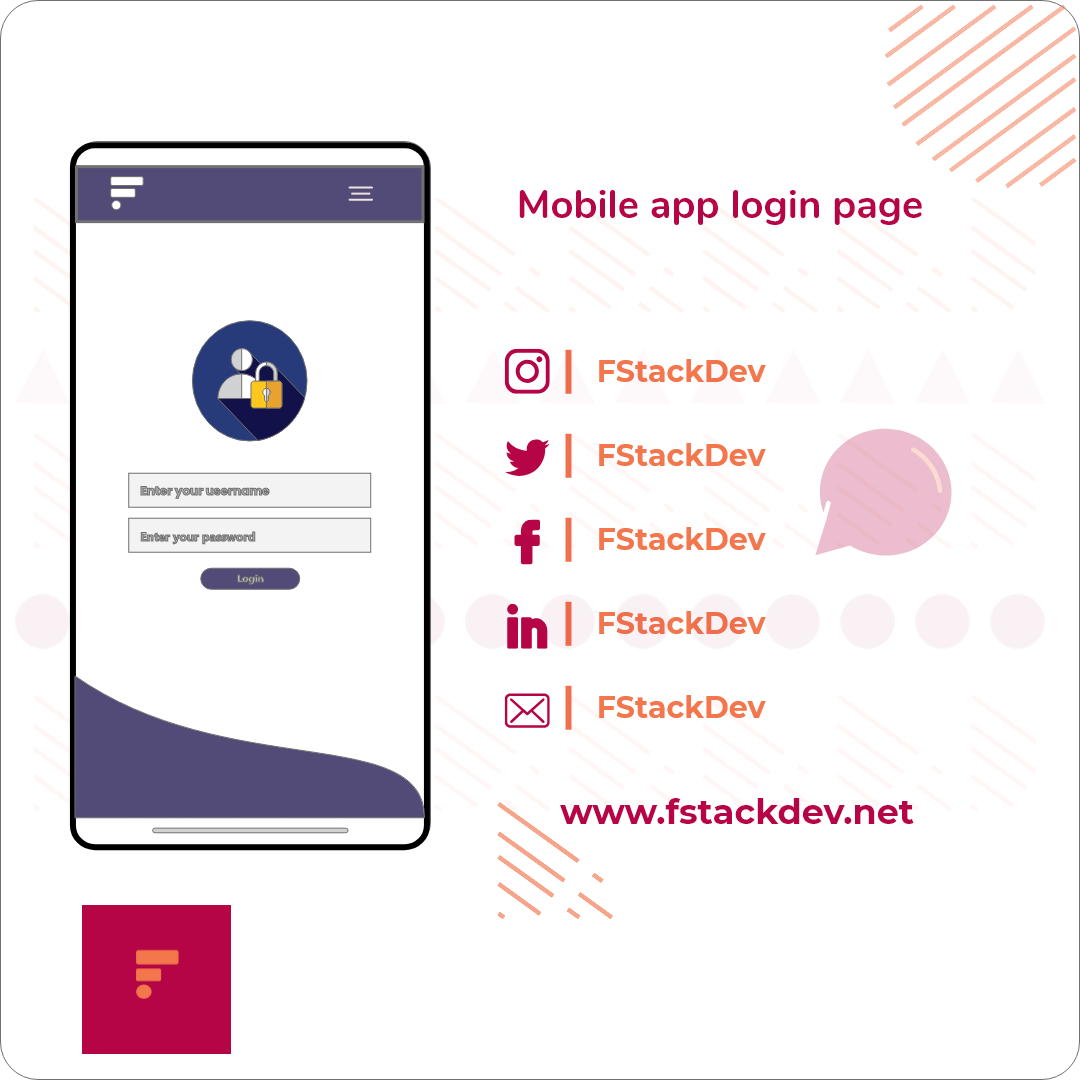 Mobile app login page
Enter your username
Enter your password
Login
FStackDev
FStackDev
FStackDev
FStackDev
FStackDev
www.fstackdev.net